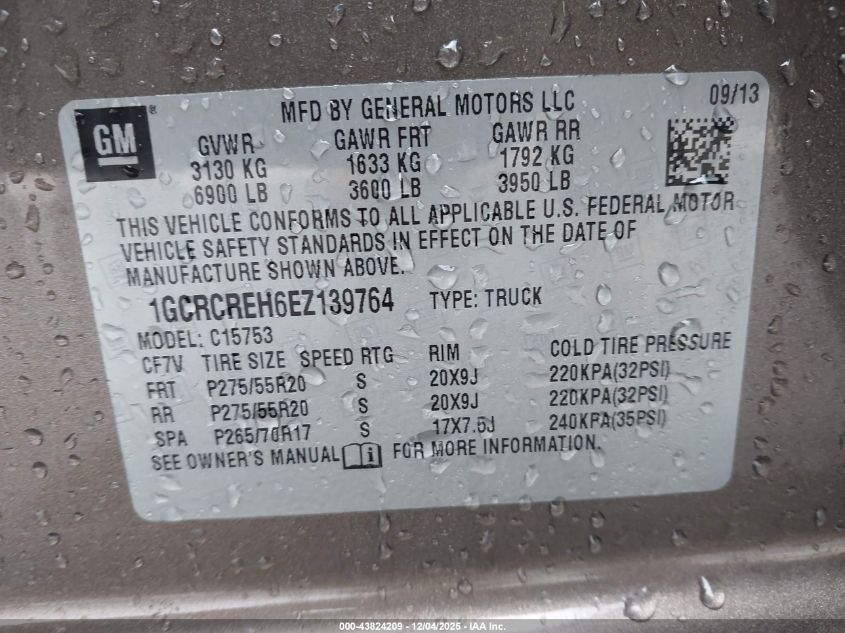 MFD BY GENERAL MOTORS LLC 09/13
GM ®
GVWR GAWR FRT GAWR RR
3130 KG 1633 KG 1792 KG
6900 LB 3600 LB 3950 LB
THIS VEHICLE CONFORMS TO ALL APPLICABLE U.S. FEDERAL MOTOR
VEHICLE SAFETY STANDARDS IN EFFECT ON THE DATE OF
MANUFACTURE SHOWN ABOVE.
1GCRCREH6EZ139764 TYPE: TRUCK
MODEL: C15753
CF7V TIRE SIZE SPEED RTG RIM COLD TIRE PRESSURE
FRT P275/55R20 S 20X9J 220KPA(32PSI)
RR P275/55R20 S 20X9J 220KPA(32PSI)
SPA P265/70R17 S 17X7.5J 240KPA(35PSI)
SEE OWNER'S MANUAL i FOR MORE INFORMATION.
000-43824209 - 12/04/2025 - IAA LLC